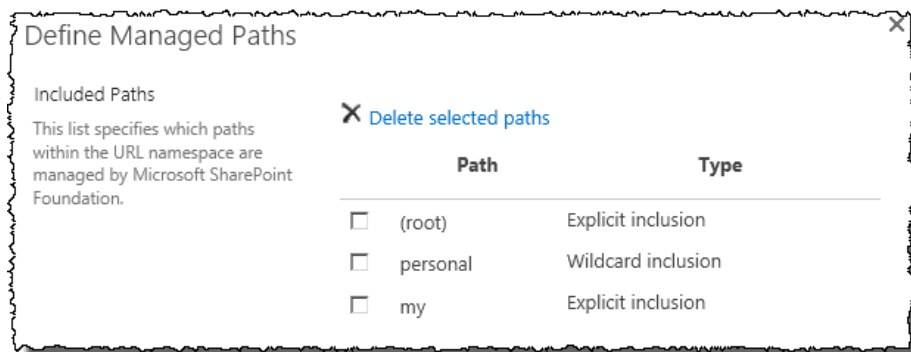 Define Managed Paths
Included Paths
This list specifies which paths
within the URL namespace are
managed by Microsoft SharePoint
Foundation.
Delete selected paths
Path Type
(root) Explicit inclusion
personal Wildcard inclusion
my Explicit inclusion